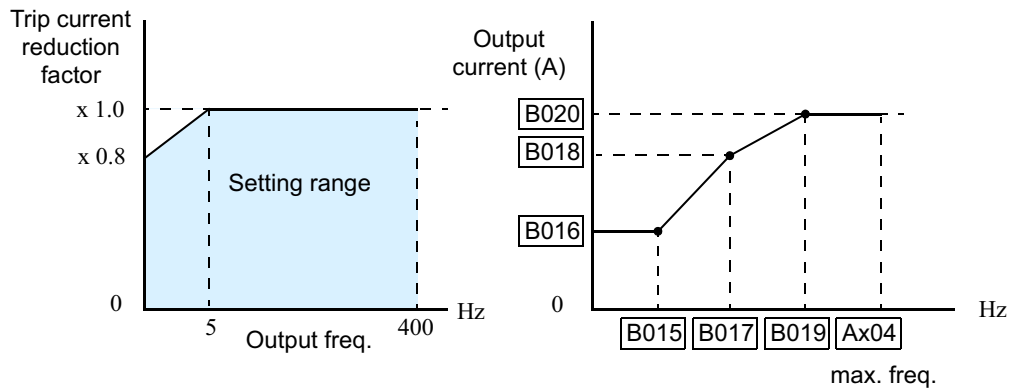 Trip current
reduction
factor
x 1.0
x 0.8
Setting range
0
5
400
Hz
Output freq.
Output
current (A)
B020
B018
B016
0
Hz
B015
B017
B019
Ax04
max. freq.